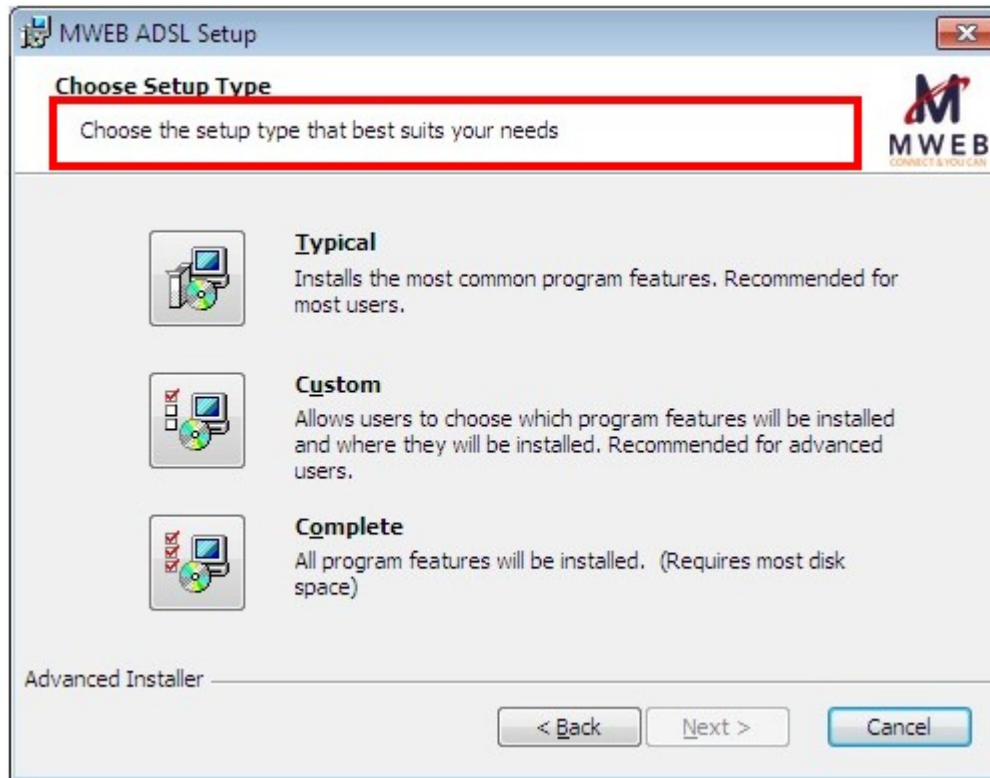 MWEB ADSL Setup
Choose Setup Type
Choose the setup type that best suits your needs
MWEB
CONNECT & YOU CAN
Typical
Installs the most common program features. Recommended for
most users.
Custom
Allows users to choose which program features will be installed
and where they will be installed. Recommended for advanced
users.
Complete
All program features will be installed.  (Requires most disk
space)
Advanced Installer
< Back
Next >
Cancel